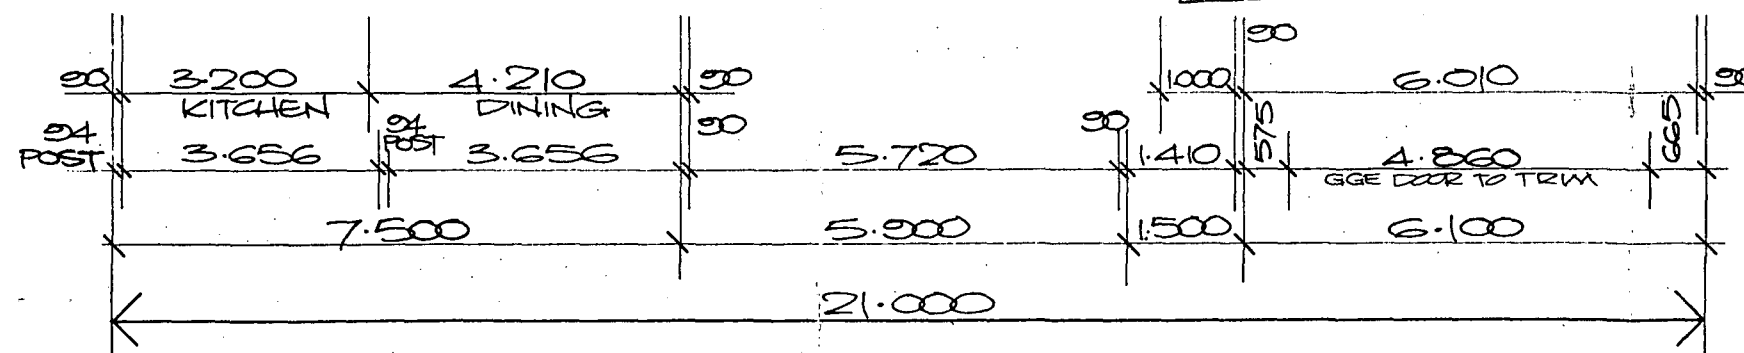 90
90 3.200 4.210 90 1.000 6.010 90
KITCHEN DINING
94 POST 3.656 94 POST 3.656 90 5.720 90 1.410 575 4.860 665
GGE DOOR TO TRIM
7.500 5.900 1.500 6.100
21.000